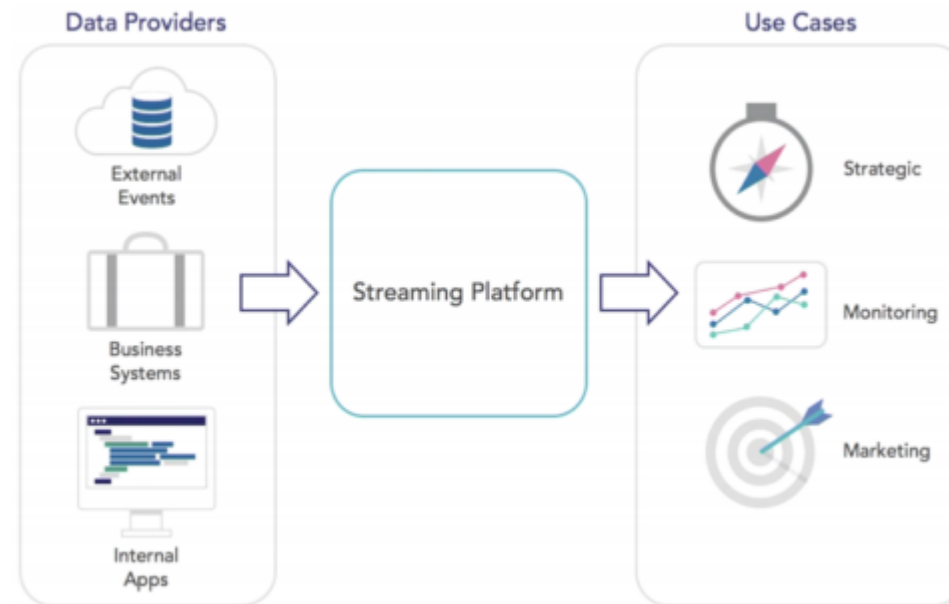 Data Providers
Use Cases
External
Events
Business
Systems
Internal
Apps
Streaming Platform
Strategic
Monitoring
Marketing